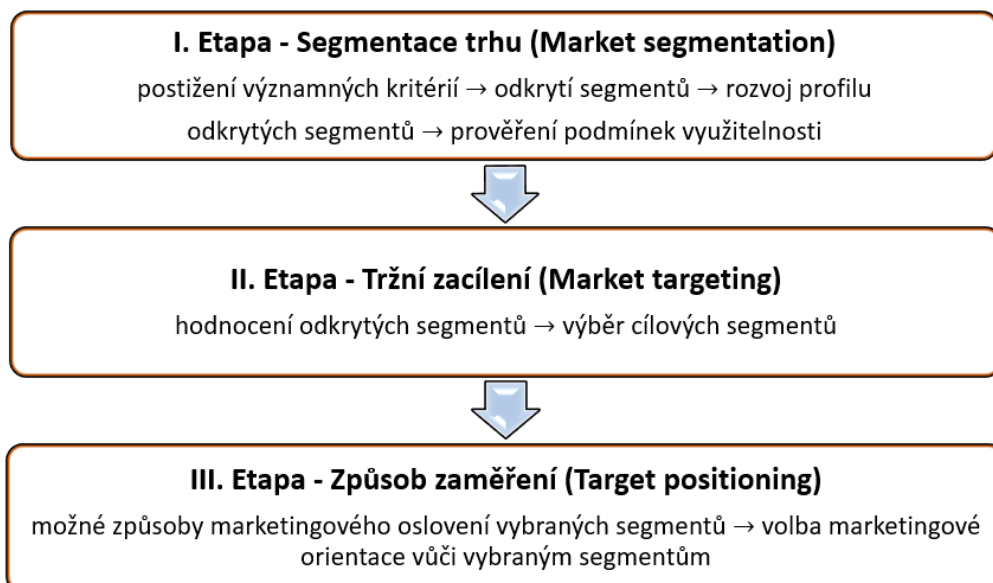 I. Etapa - Segmentace trhu (Market segmentation)
postižení významných kritérií → odkrytí segmentů → rozvoj profilu
odkrytých segmentů → prověření podmínek využitelnosti
II. Etapa - Tržní zacílení (Market targeting)
hodnocení odkrytých segmentů → výběr cílových segmentů
III. Etapa - Způsob zaměření (Target positioning)
možné způsoby marketingového oslovení vybraných segmentů → volba marketingové
orientace vůči vybraným segmentům